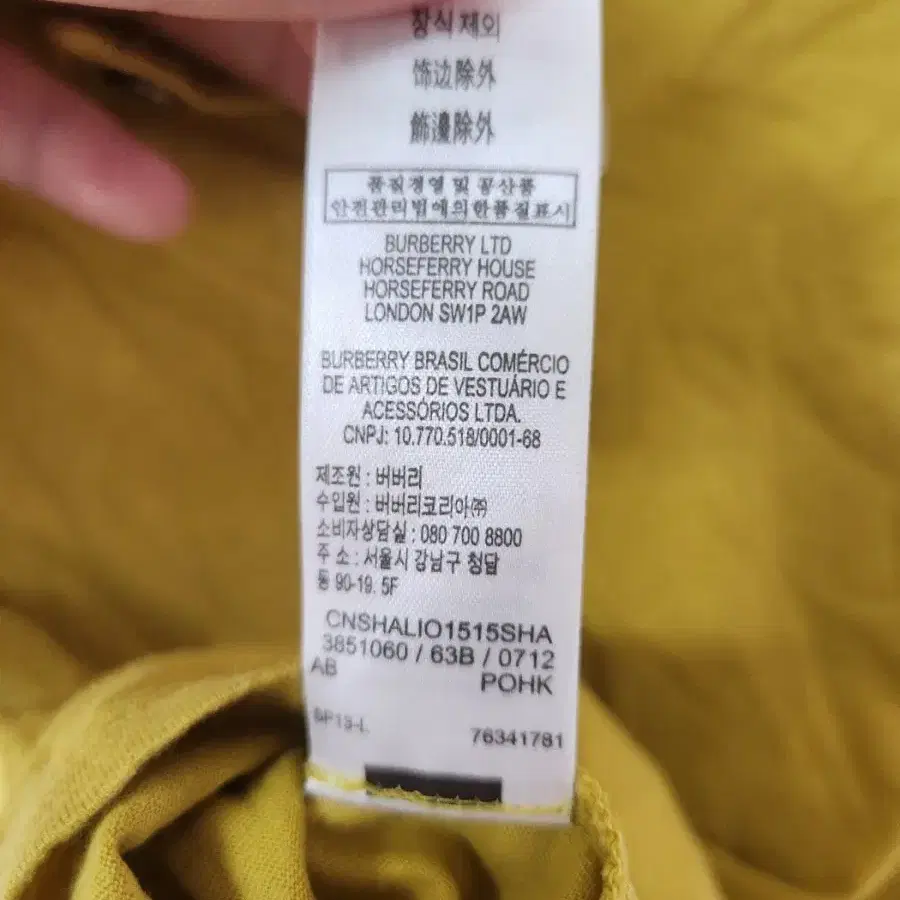 장식 제외
饰边除外
飾邊除外
품질경영 및 공산품
안전관리법에의한품질표시
BURBERRY LTD
HORSEFERRY HOUSE
HORSEFERRY ROAD
LONDON SW1P 2AW
BURBERRY BRASIL COMÉRCIO
DE ARTIGOS DE VESTUÁRIO E
ACESSÓRIOS LTDA.
CNPJ: 10.770.518/0001-68
제조원 : 버버리
수입원 : 버버리코리아㈜
소비자상담실 : 080 700 8800
주 소 : 서울시 강남구 청담
동 90-19. 5F
CNSHALIO1515SHA
3851060 / 63B / 0712
AB
POHK
SP13-L
76341781